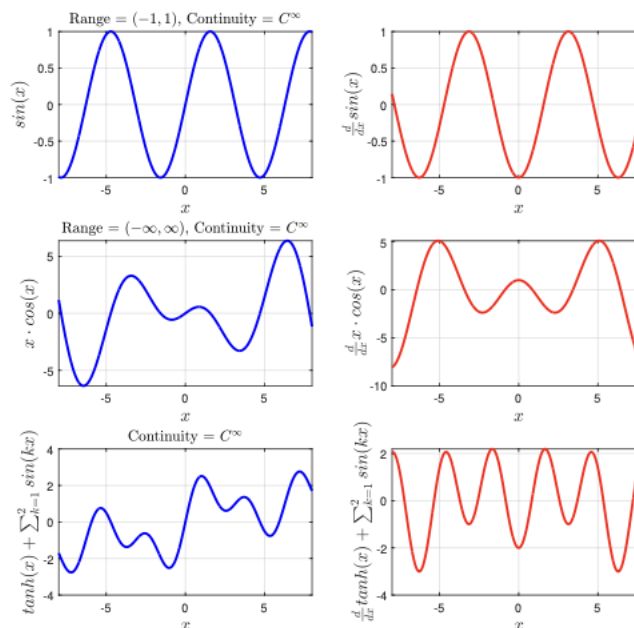 Range = (−1, 1), Continuity = C^∞
sin(x)
1
0.5
0
-0.5
-1
-5
0
5
x
d/dx sin(x)
1
0.5
0
-0.5
-1
-5
0
5
x
Range = (−∞, ∞), Continuity = C^∞
x · cos(x)
5
0
-5
-5
0
5
x
d/dx x · cos(x)
5
0
-5
-10
-5
0
5
x
Continuity = C^∞
tanh(x) + ∑_{k=1}^{2} sin(kx)
4
2
0
-2
-4
-5
0
5
x
d/dx tanh(x) + ∑_{k=1}^{2} sin(kx)
2
0
-2
-4
-5
0
5
x